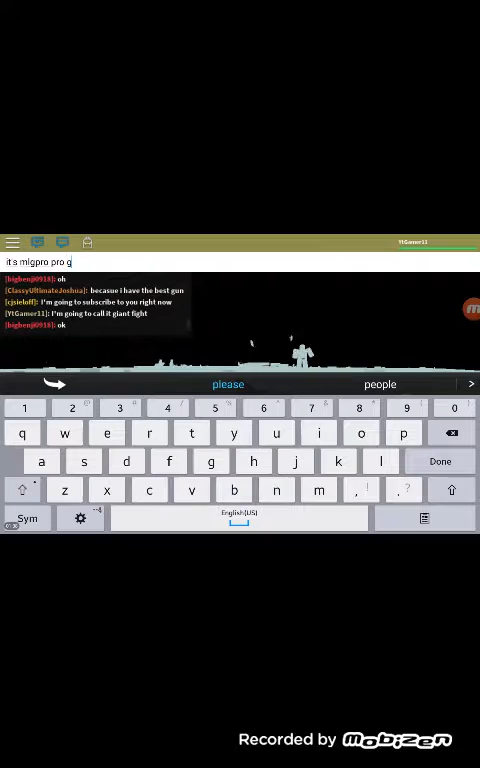 YtGamer11
it's mlgpro pro g
[bigbenji0918]: oh
[ClassyUltimateJoshua]: becasue i have the best gun
[cjsieloff]: I'm going to subscribe to you right now
[YtGamer11]: I'm going to call it giant fight
[bigbenji0918]: ok
please people >
1 2 @ 3 # 4 / 5 % 6 ^ 7 & 8 * 9 ( 0 )
q w e r t y u i o p
a s d f g h j k l Done
z x c v b n m , ! . ?
Sym English(US)
Recorded by Mobizen